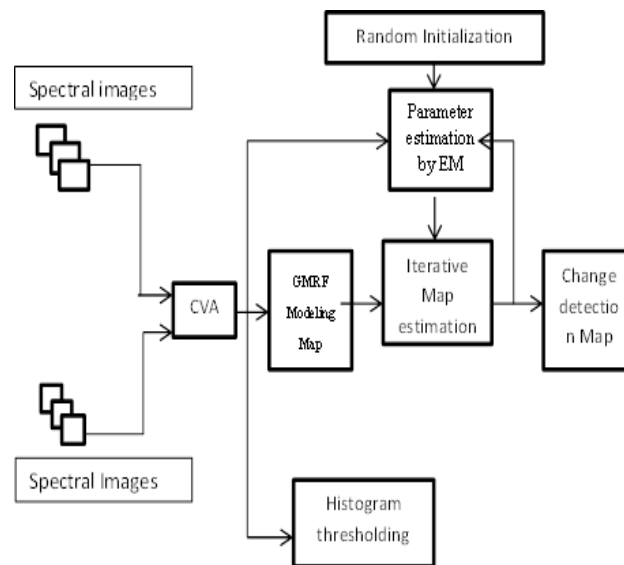 Random Initialization
Spectral images
Parameter
estimation
by EM
CVA
GMRF
Modeling
Map
Iterative
Map
estimation
Change
detectio
n Map
Spectral Images
Histogram
thresholding